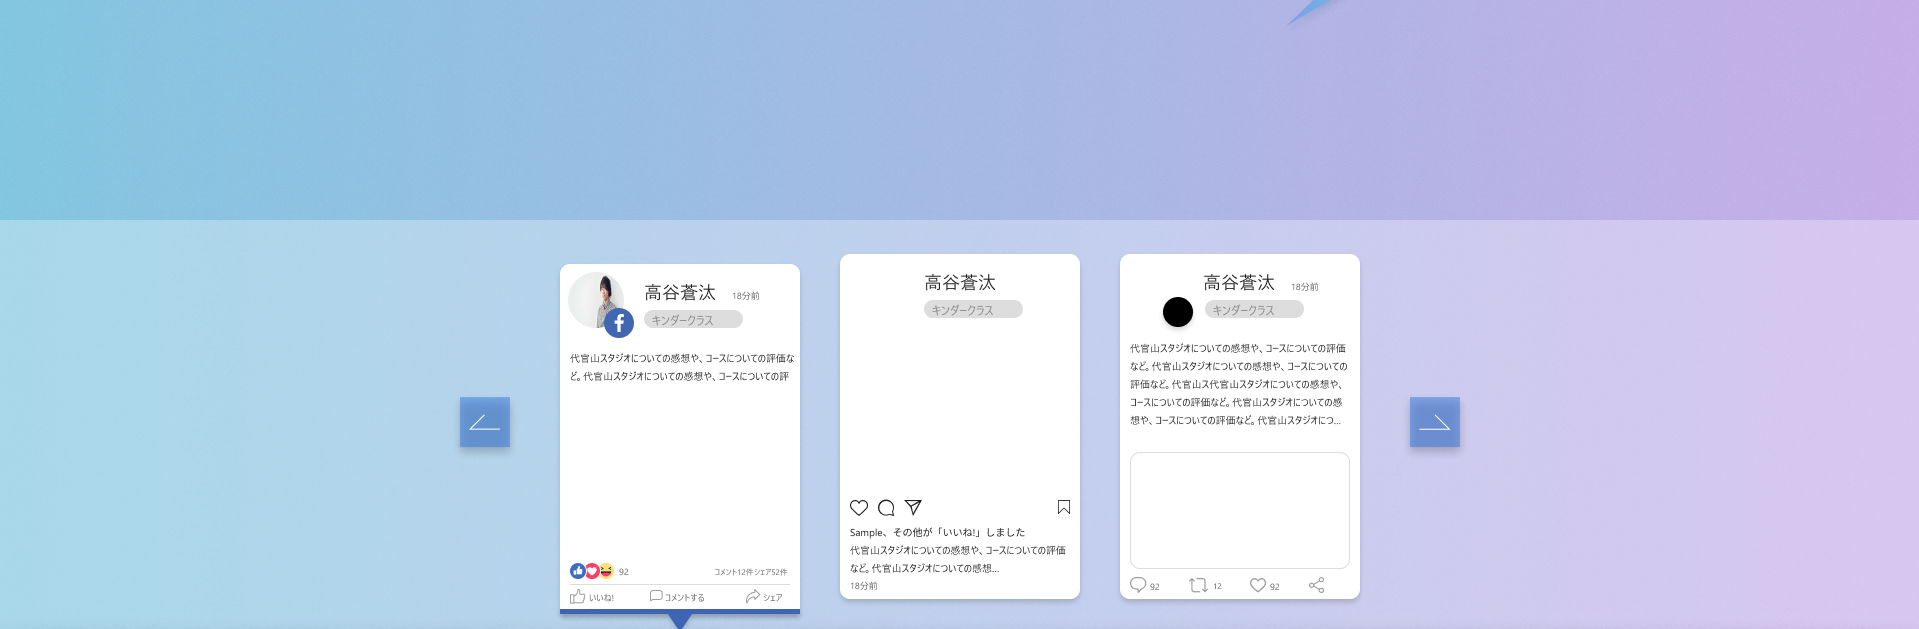 高谷蒼汰 18分前
キンダークラス
代官山スタジオについての感想や、コースについての評価な
ど。代官山スタジオについての感想や、コースについての評
92 コメント12件シェア52件
いいね! コメントする シェア
高谷蒼汰
キンダークラス
Sample、その他が「いいね!」しました
代官山スタジオについての感想や、コースについての評価
など。代官山スタジオについての感想...
18分前
高谷蒼汰 18分前
キンダークラス
代官山スタジオについての感想や、コースについての評価
など。代官山スタジオについての感想や、コースについての
評価など。代官山ス代官山スタジオについての感想や、
コースについての評価など。代官山スタジオについての感
想や、コースについての評価など。代官山スタジオにつ...
92 12 92